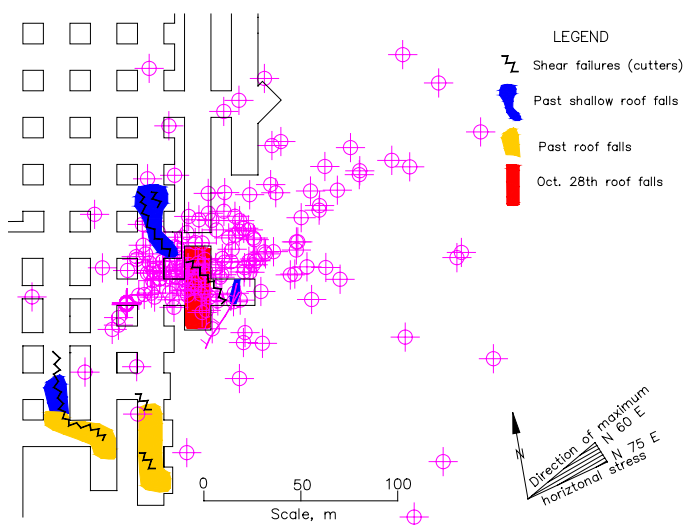 LEGEND
Shear failures (cutters)
Past shallow roof falls
Past roof falls
Oct. 28th roof falls
Direction of maximum
horiztonal stress
N 60 E
N 75 E
N
0 50 100
Scale, m